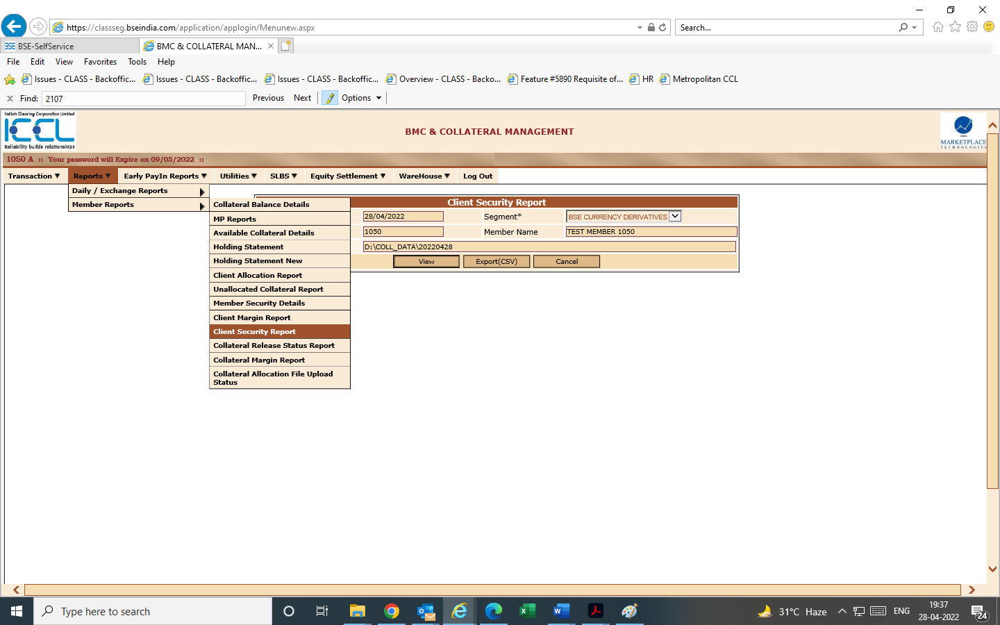 https://classseg.bseindia.com/application/applogin/Menunew.aspx
Search...
BSE-SelfService
BMC & COLLATERAL MAN...
File Edit View Favorites Tools Help
Issues - CLASS - Backoffic... Issues - CLASS - Backoffic... Issues - CLASS - Backoffic... Overview - CLASS - Backo... Feature #5890 Requisite of... HR Metropolitan CCL
x Find: 2107 Previous Next Options
Indian Clearing Corporation Limited
ICCL
Reliability builds relationships
BMC & COLLATERAL MANAGEMENT
MARKETPLACE
TECHNOLOGIES
1050 A :: Your password will Expire on 09/05/2022 ::
Transaction Reports Early PayIn Reports Utilities SLBS Equity Settlement WareHouse Log Out
Daily / Exchange Reports
Member Reports
Collateral Balance Details
MP Reports
Available Collateral Details
Holding Statement
Holding Statement New
Client Allocation Report
Unallocated Collateral Report
Member Security Details
Client Margin Report
Client Security Report
Collateral Release Status Report
Collateral Margin Report
Collateral Allocation File Upload
Status
Client Security Report
28/04/2022 Segment* BSE CURRENCY DERIVATIVES
1050 Member Name TEST MEMBER 1050
D:\COLL_DATA\20220428
View Export(CSV) Cancel
Type here to search
31°C Haze
ENG
19:37
28-04-2022
24